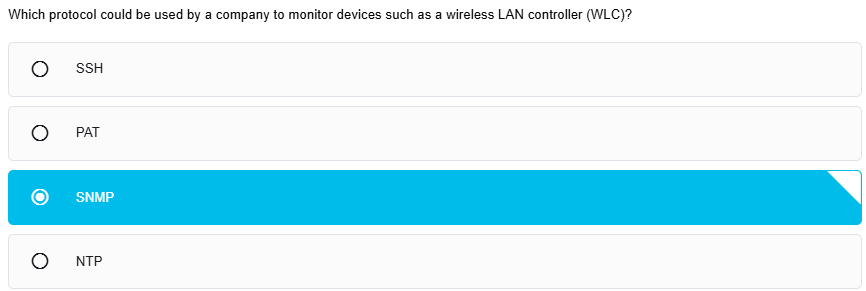 Which protocol could be used by a company to monitor devices such as a wireless LAN controller (WLC)?
SSH
PAT
SNMP
NTP